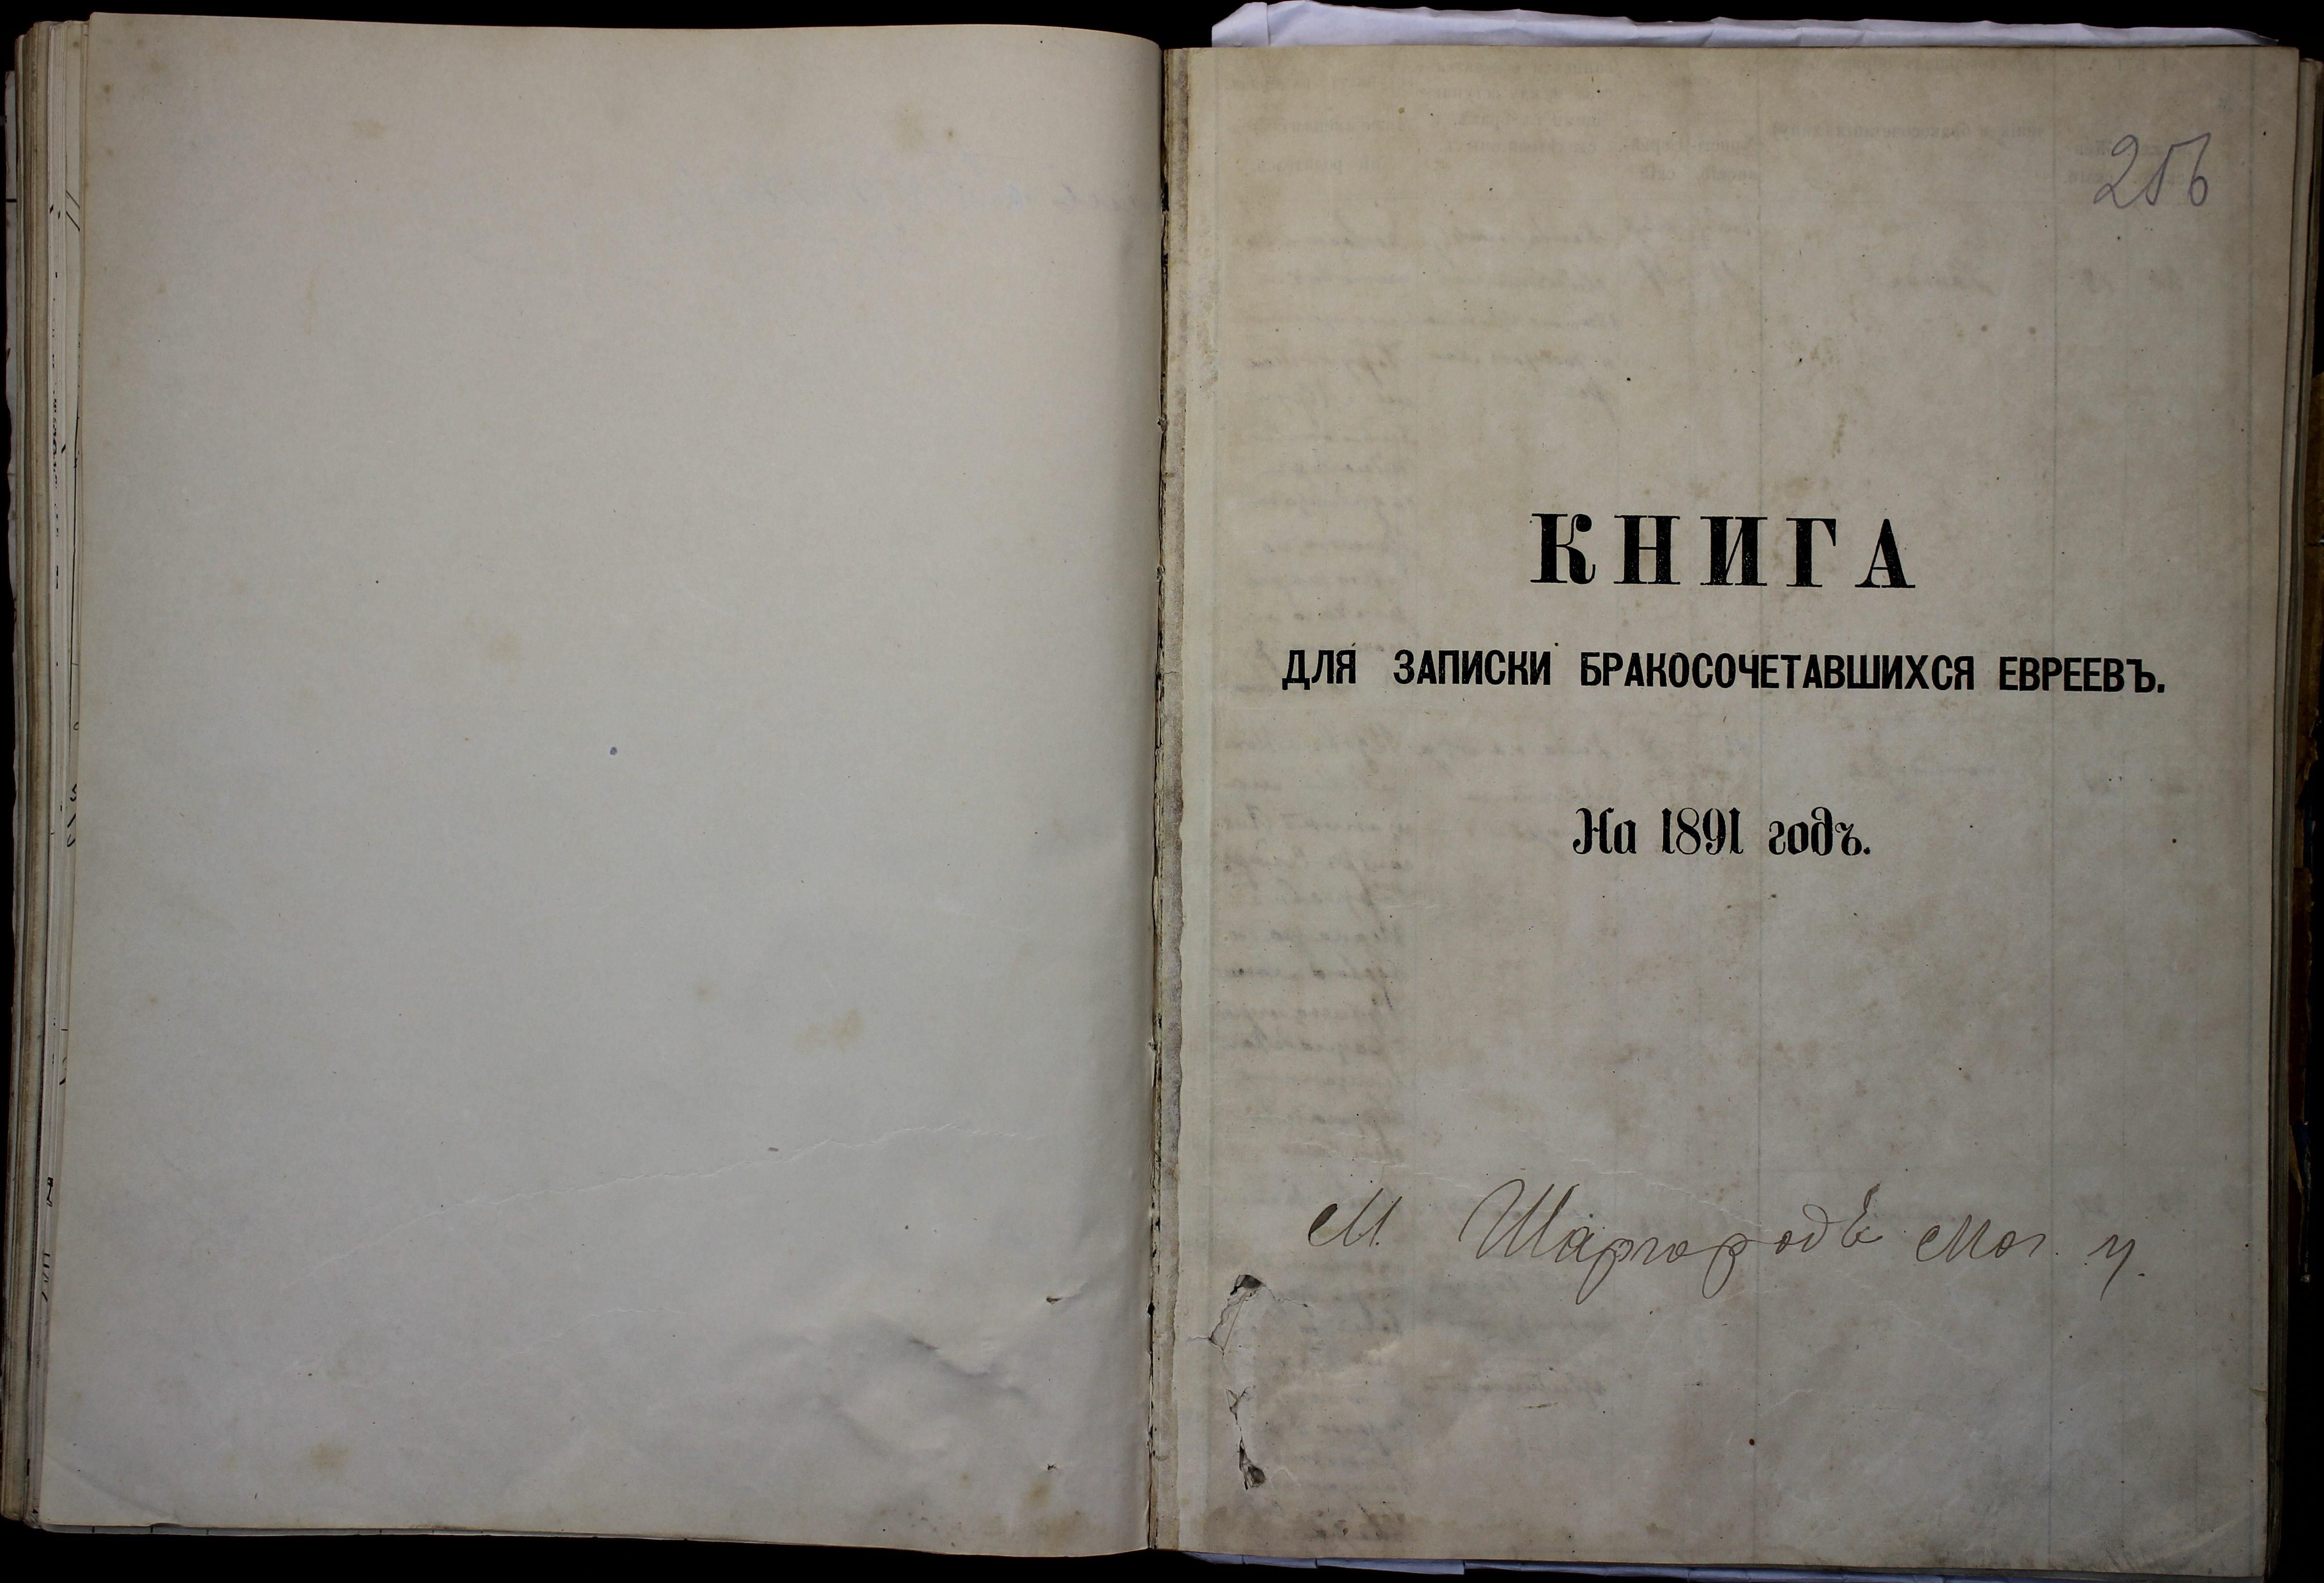 256
КНИГА
ДЛЯ ЗАПИСКИ БРАКОСОЧЕТАВШИХСЯ ЕВРЕЕВЪ.
На 1891 годъ.
М. Шаргородъ Мог. у.